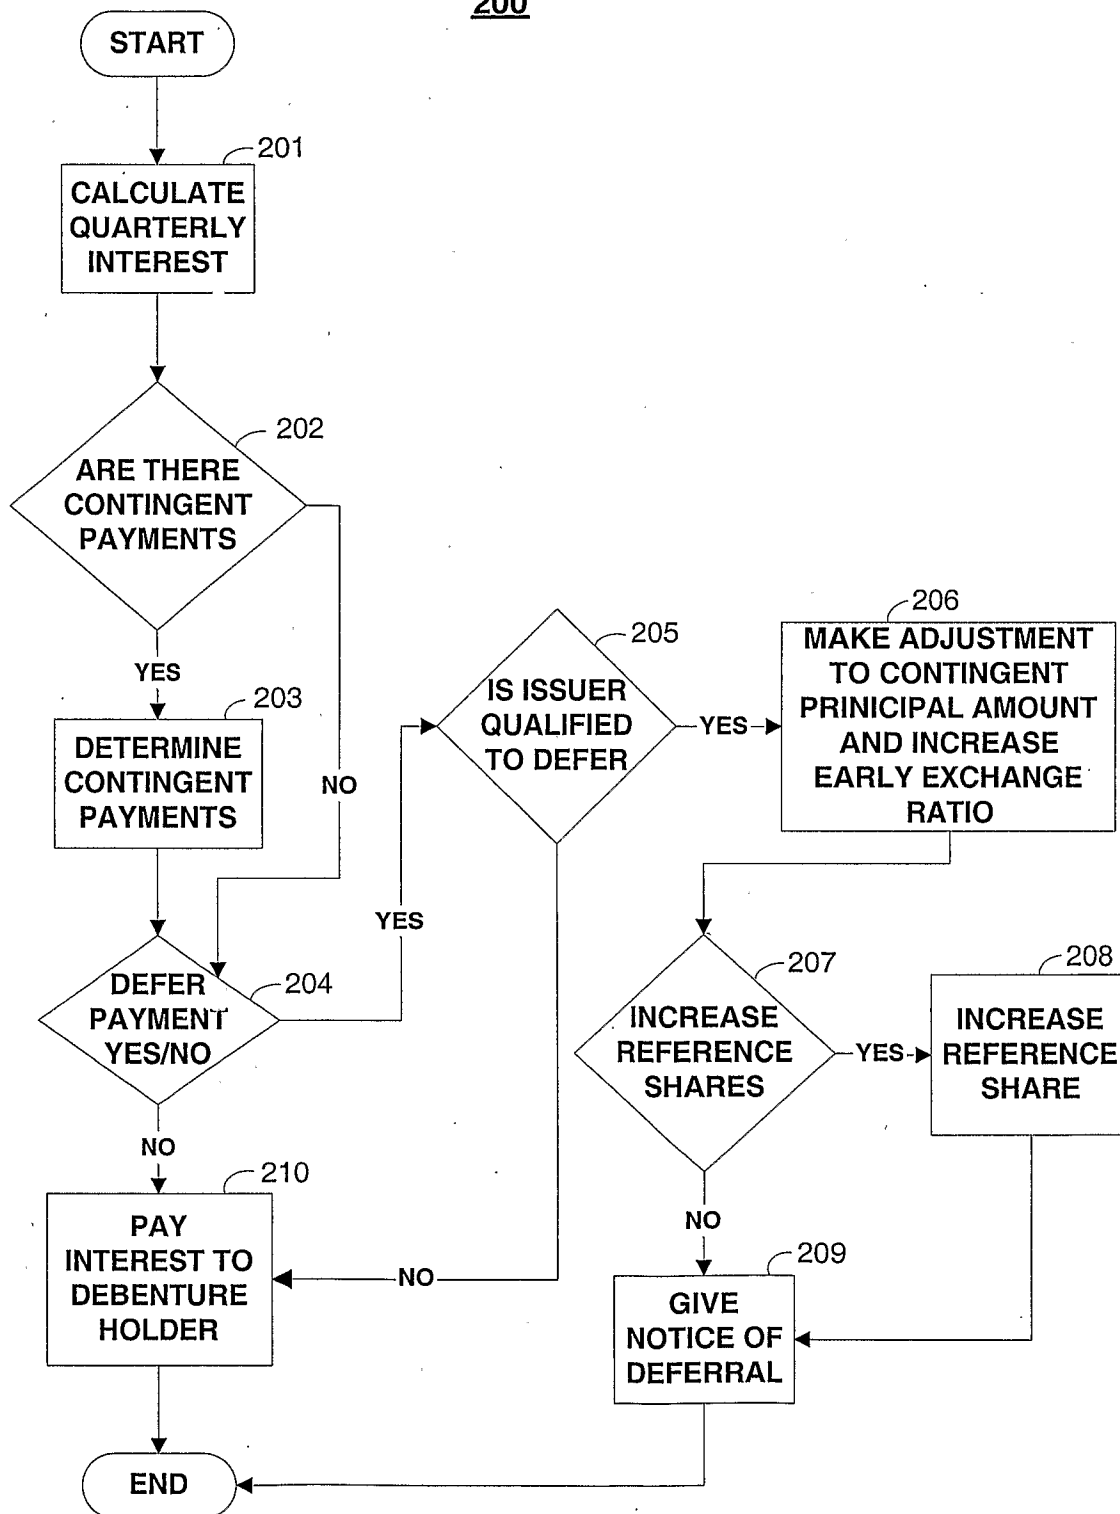 200
START
201
CALCULATE
QUARTERLY
INTEREST
202
ARE THERE
CONTINGENT
PAYMENTS
YES
NO
203
DETERMINE
CONTINGENT
PAYMENTS
204
DEFER
PAYMENT
YES/NO
YES
NO
205
IS ISSUER
QUALIFIED
TO DEFER
YES
NO
206
MAKE ADJUSTMENT
TO CONTINGENT
PRINICIPAL AMOUNT
AND INCREASE
EARLY EXCHANGE
RATIO
207
INCREASE
REFERENCE
SHARES
YES
NO
208
INCREASE
REFERENCE
SHARE
209
GIVE
NOTICE OF
DEFERRAL
210
PAY
INTEREST TO
DEBENTURE
HOLDER
END